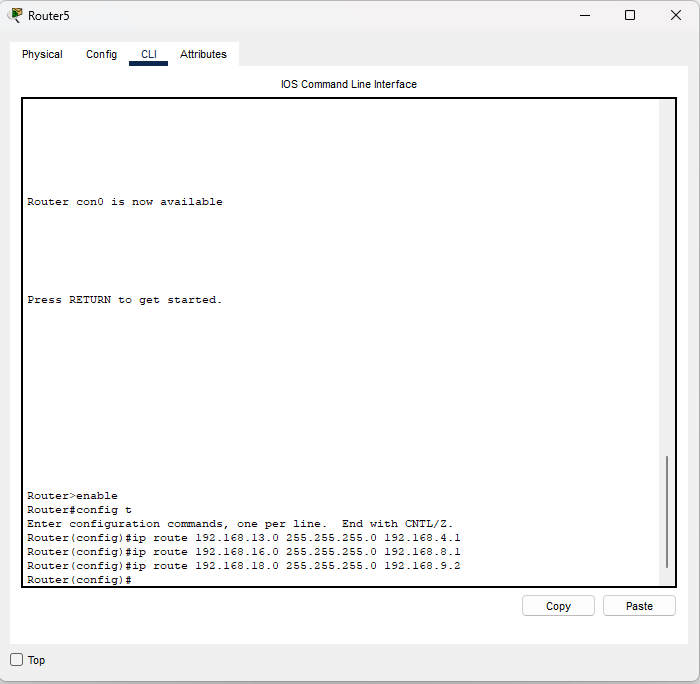 Router5
Physical Config CLI Attributes
IOS Command Line Interface
Router con0 is now available
Press RETURN to get started.
Router>enable
Router#config t
Enter configuration commands, one per line.  End with CNTL/Z.
Router(config)#ip route 192.168.13.0 255.255.255.0 192.168.4.1
Router(config)#ip route 192.168.16.0 255.255.255.0 192.168.8.1
Router(config)#ip route 192.168.18.0 255.255.255.0 192.168.9.2
Router(config)#
Copy Paste
Top